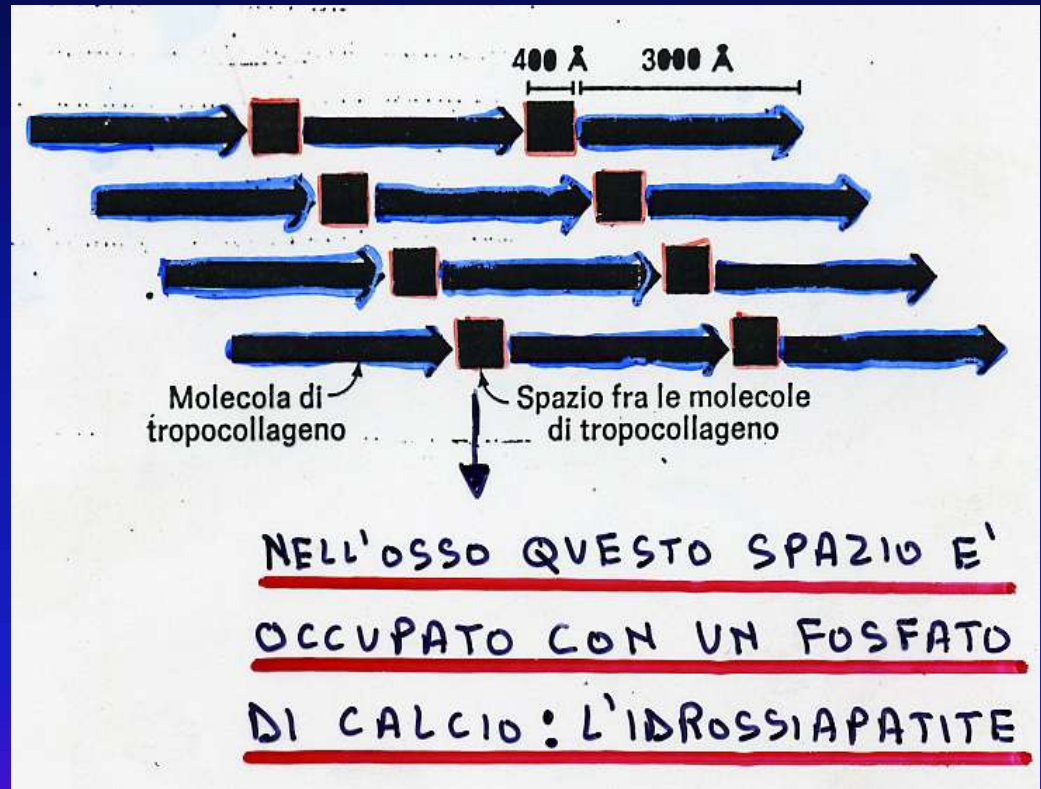 400 Å 3000 Å
Molecola di
tropocollageno
Spazio fra le molecole
di tropocollageno
NELL'OSSO QUESTO SPAZIO E'
OCCUPATO CON UN FOSFATO
DI CALCIO: L'IDROSSIAPATITE